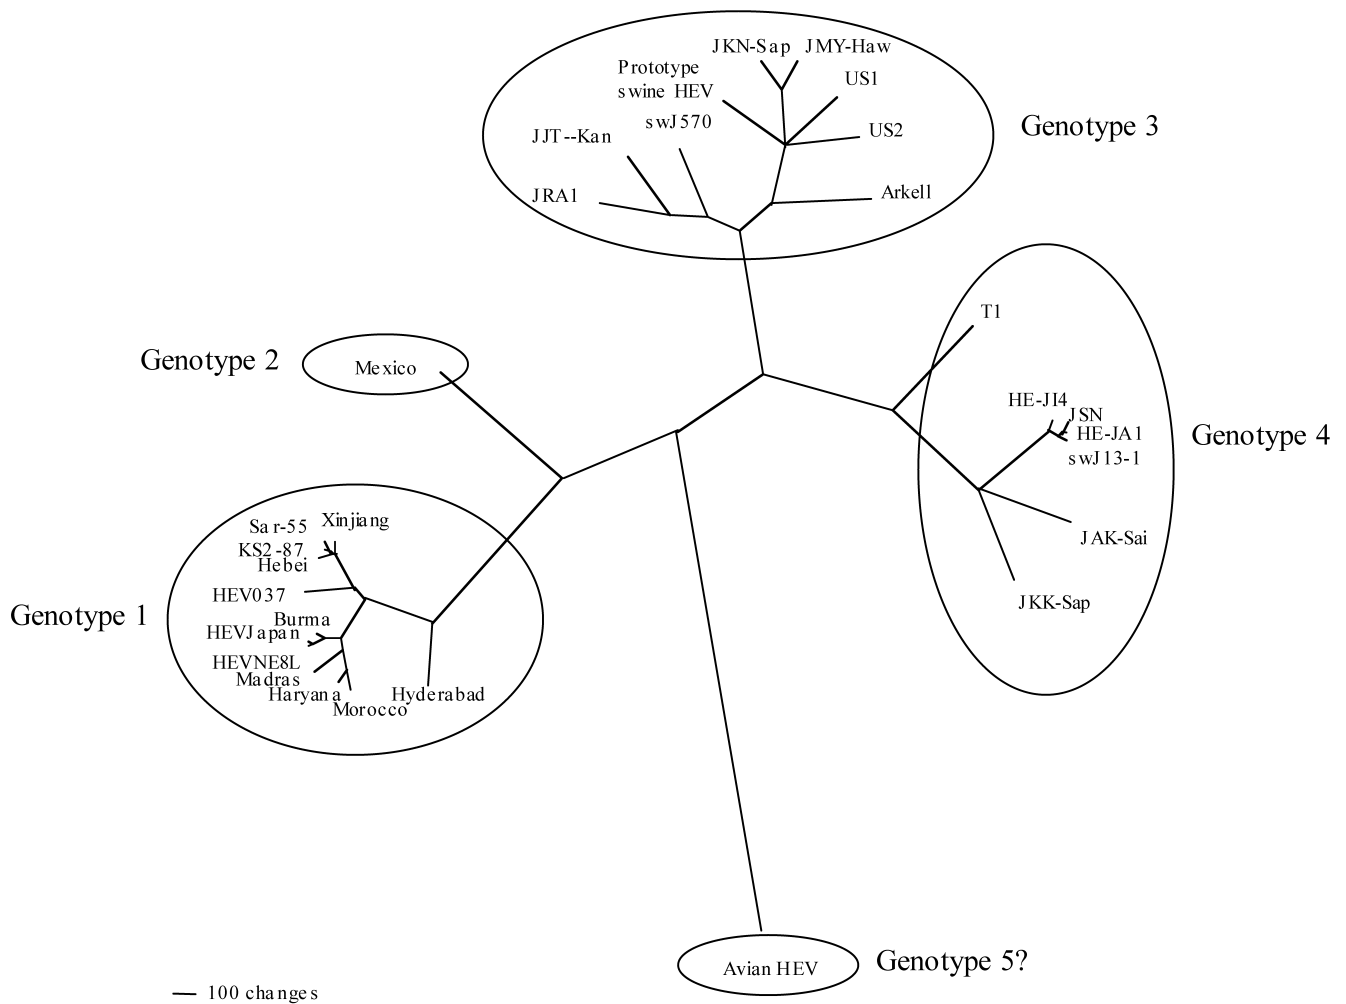 JKN-Sap JMY-Haw
Prototype
swine HEV
US1
swJ570
US2
JJT--Kan
Genotype 3
JRA1
Arkell
T1
Genotype 2
Mexico
HE-JI4
JSN
HE-JA1
swJ13-1
Genotype 4
Sar-55 Xinjiang
KS2-87
Hebei
JAK-Sai
HEV037
JKK-Sap
Genotype 1
Burma
HEVJapan
HEVNE8L
Madras
Haryana
Hyderabad
Morocco
Avian HEV
Genotype 5?
100 changes